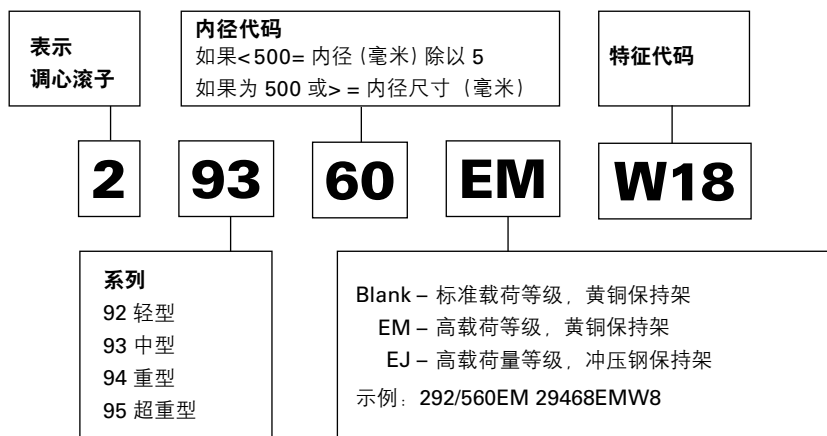 表示
调心滚子
内径代码
如果<500= 内径 (毫米) 除以 5
如果为 500 或> = 内径尺寸 (毫米)
特征代码
2 93 60 EM W18
系列
92 轻型
93 中型
94 重型
95 超重型
Blank – 标准载荷等级，黄铜保持架
EM – 高载荷等级，黄铜保持架
EJ – 高载荷量等级，冲压钢保持架
示例：292/560EM 29468EMW8